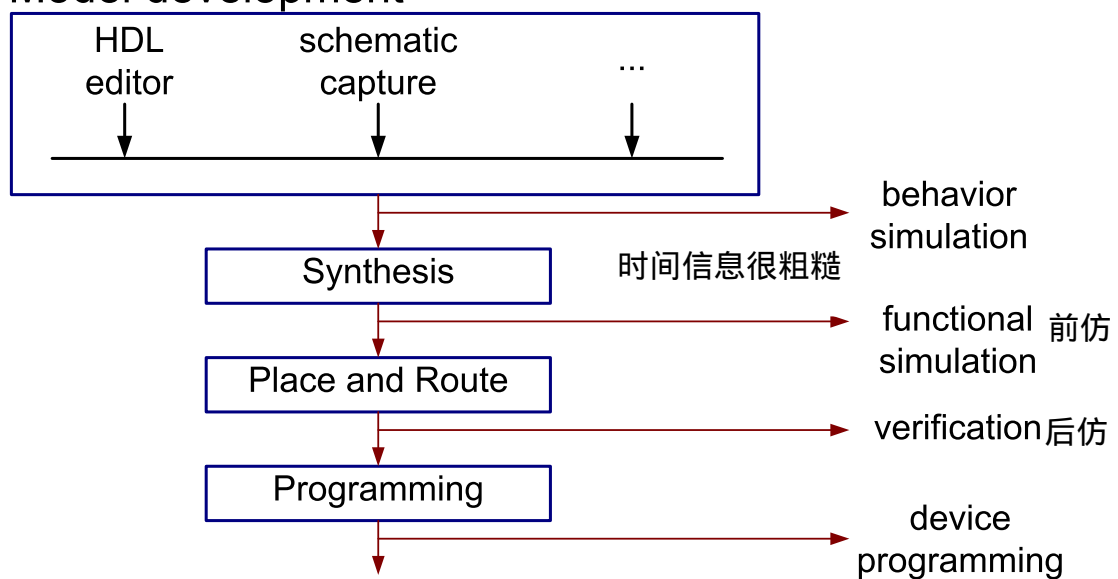 Model development
HDL
editor
schematic
capture
...
behavior
simulation
Synthesis
时间信息很粗糙
functional 前仿
simulation
Place and Route
verification后仿
Programming
device
programming